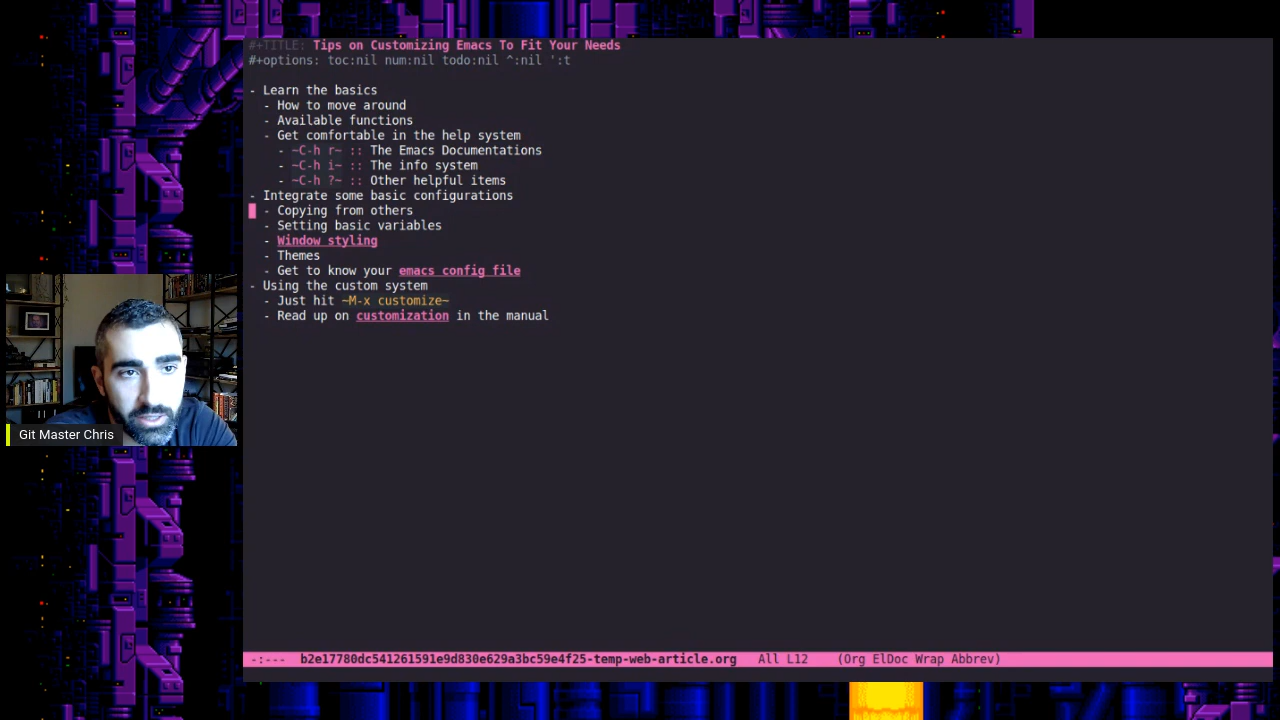 #+TITLE: Tips on Customizing Emacs To Fit Your Needs
#+options: toc:nil num:nil todo:nil ^:nil ':t
- Learn the basics
- How to move around
- Available functions
- Get comfortable in the help system
- ~C-h r~ :: The Emacs Documentations
- ~C-h i~ :: The info system
- ~C-h ?~ :: Other helpful items
- Integrate some basic configurations
- Copying from others
- Setting basic variables
- Window styling
- Themes
- Get to know your emacs config file
- Using the custom system
- Just hit ~M-x customize~
- Read up on customization in the manual
Git Master Chris
-:--- b2e17780dc541261591e9d830e629a3bc59e4f25-temp-web-article.org All L12 (Org ElDoc Wrap Abbrev)